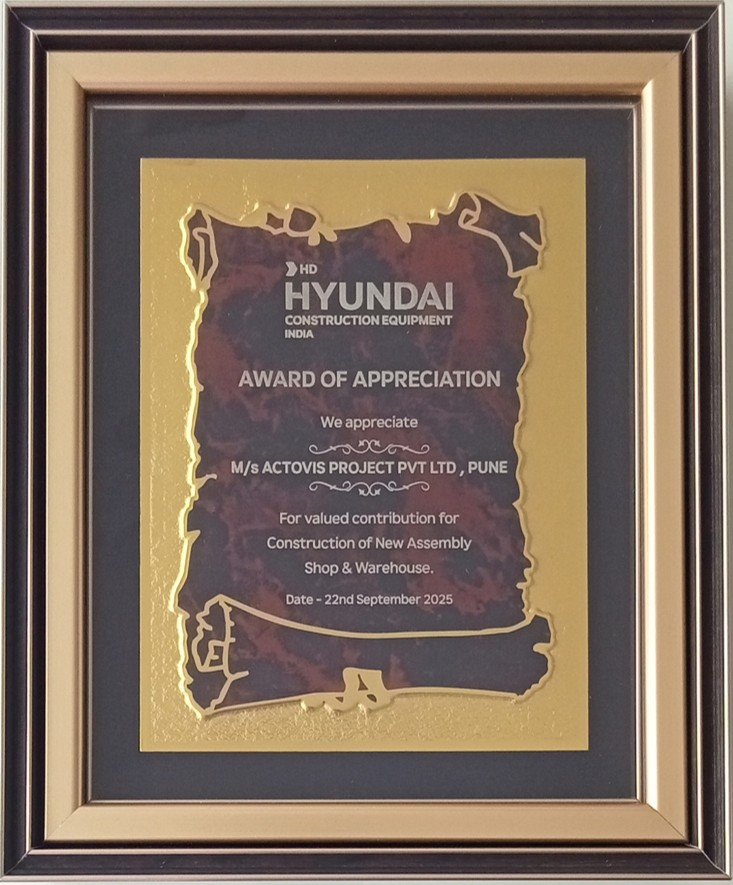 HD
HYUNDAI
CONSTRUCTION EQUIPMENT
INDIA
AWARD OF APPRECIATION
We appreciate
M/s ACTOVIS PROJECT PVT LTD , PUNE
For valued contribution for
Construction of New Assembly
Shop & Warehouse.
Date - 22nd September 2025